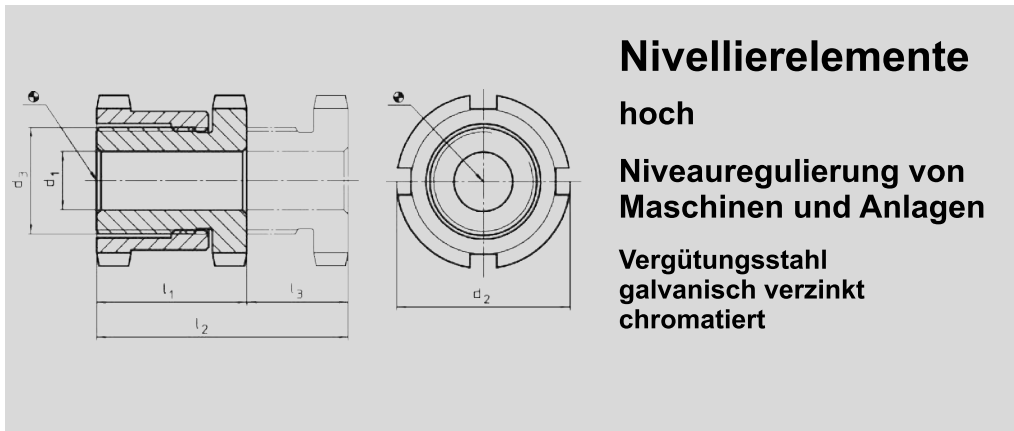 Nivellierelemente
hoch
Niveauregulierung von
Maschinen und Anlagen
Vergütungsstahl
galvanisch verzinkt
chromatiert
d3
d1
l1
l3
l2
d2